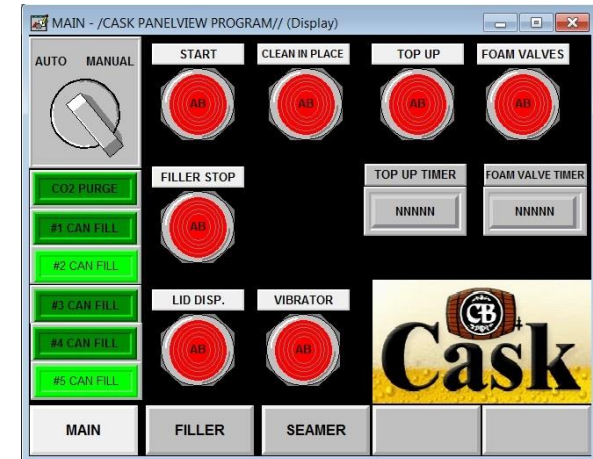 MAIN - /CASK PANELVIEW PROGRAM// (Display)
AUTO MANUAL
START CLEAN IN PLACE TOP UP FOAM VALVES
AB AB AB AB
CO2 PURGE
#1 CAN FILL
#2 CAN FILL
#3 CAN FILL
#4 CAN FILL
#5 CAN FILL
FILLER STOP
AB
TOP UP TIMER FOAM VALVE TIMER
NNNNN NNNNN
LID DISP. VIBRATOR
AB AB
CB
Cask
MAIN FILLER SEAMER